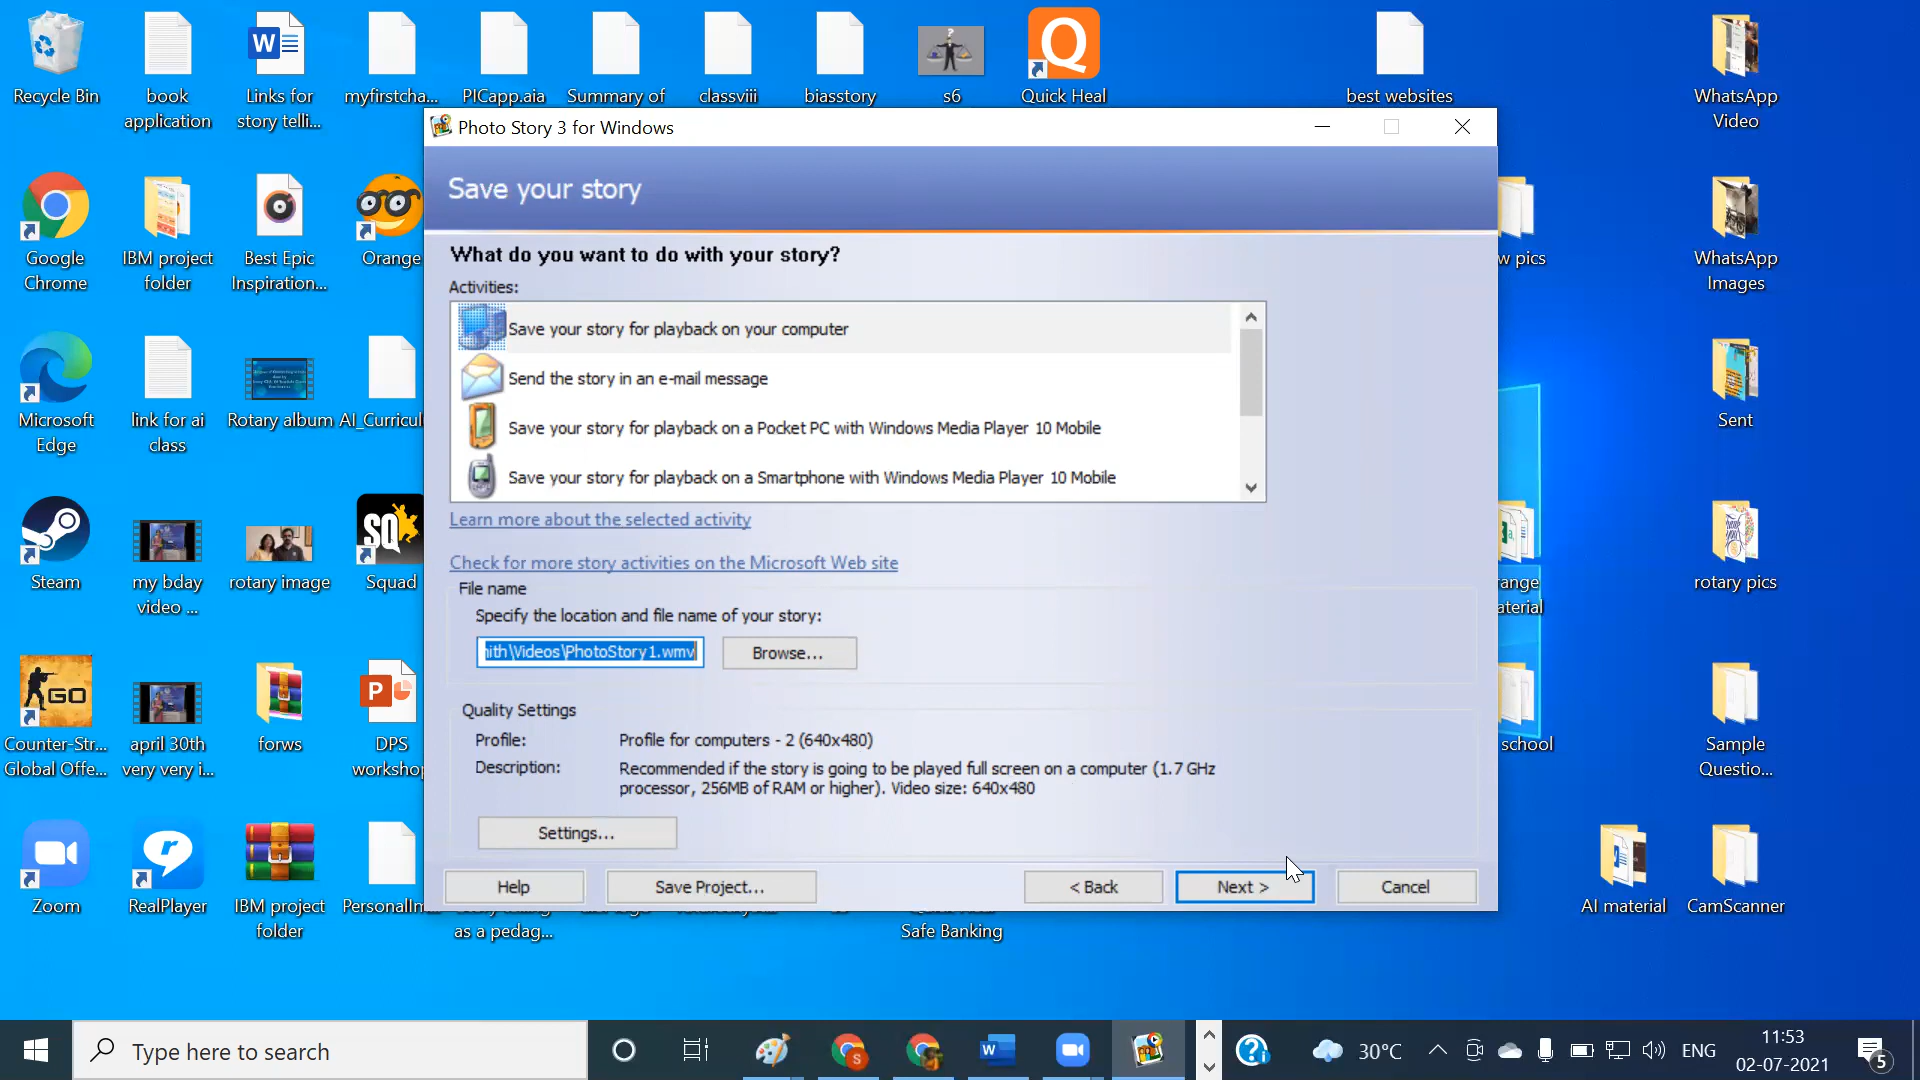 Recycle Bin
book
application
Links for
story telli...
myfirstcha...
PICapp.aia
Summary of
classviii
biasstory
s6
Quick Heal
best websites
WhatsApp
Video
Photo Story 3 for Windows
Save your story
What do you want to do with your story?
Activities:
Save your story for playback on your computer
Send the story in an e-mail message
Save your story for playback on a Pocket PC with Windows Media Player 10 Mobile
Save your story for playback on a Smartphone with Windows Media Player 10 Mobile
Learn more about the selected activity
Check for more story activities on the Microsoft Web site
File name
Specify the location and file name of your story:
ith\Videos\PhotoStory1.wmv
Browse...
Quality Settings
Profile: Profile for computers - 2 (640x480)
Description: Recommended if the story is going to be played full screen on a computer (1.7 GHz
processor, 256MB of RAM or higher). Video size: 640x480
Settings...
Help
Save Project...
< Back
Next >
Cancel
Google
Chrome
IBM project
folder
Best Epic
Inspiration...
Orange
w pics
WhatsApp
Images
Microsoft
Edge
link for ai
class
Rotary album
AI_Curricul
Sent
Steam
my bday
video ...
rotary image
SQ
Squad
range
aterial
rotary pics
GO
Counter-Str...
Global Offe...
april 30th
very very i...
forws
DPS
workshop
school
Sample
Questio...
Zoom
RealPlayer
IBM project
folder
PersonalIm
as a pedag...
Safe Banking
AI material
CamScanner
Type here to search
30°C
ENG
11:53
02-07-2021
5